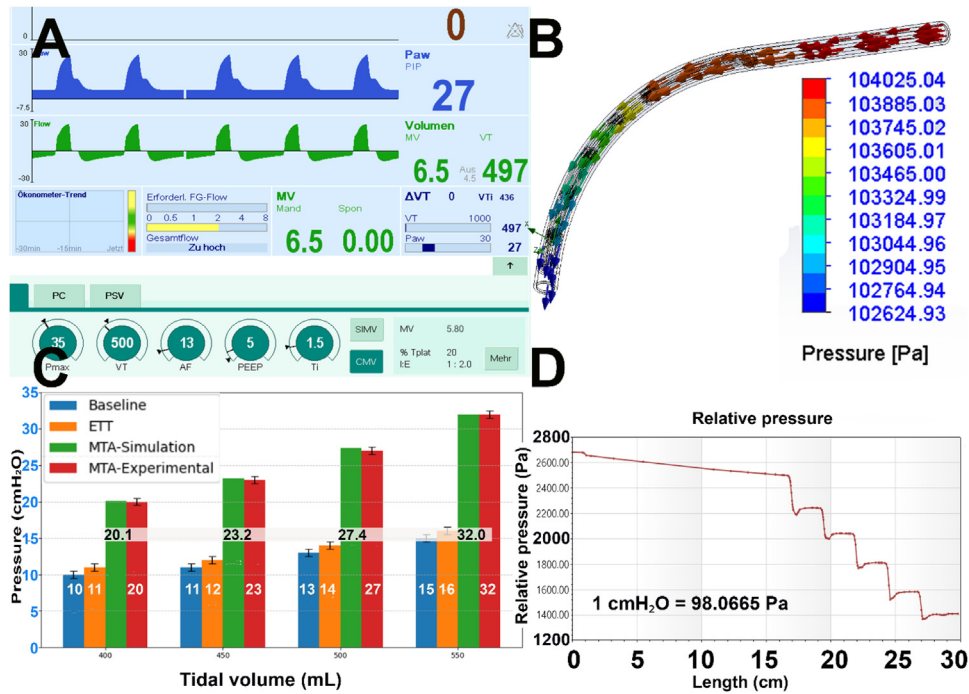 A
0
0
30
Paw
-7.5
Paw
PIP
27
30
Flow
-30
Volumen
MV
VT
6.5
Aus
4.5
497
Ökonometer-Trend
-30min
-15min
Jetzt
Erforderl. FG-Flow
0 0.5 1 2 4 8
Gesamtflow
Zu hoch
MV
Mand
Spon
6.5 0.00
ΔVT 0 VTi 436
VT 1000
497
Paw 30
27
↑
PC
PSV
35
500
13
5
1.5
Pmax
VT
AF
PEEP
Ti
SIMV
CMV
MV 5.80
% Tplat 20
I:E 1 : 2.0
Mehr
B
x
z
104025.04
103885.03
103745.02
103605.01
103465.00
103324.99
103184.97
103044.96
102904.95
102764.94
102624.93
Pressure [Pa]
C
Pressure (cmH₂O)
35
30
25
20
15
10
5
0
Baseline
ETT
MTA-Simulation
MTA-Experimental
20.1
23.2
27.4
32.0
10 11 20
11 12 23
13 14 27
15 16 32
400
450
500
550
Tidal volume (mL)
D
Relative pressure
Relative pressure (Pa)
2800
2600.00
2400
2200.00
2000
1800.00
1600
1400.00
1200
1 cmH₂O = 98.0665 Pa
0 5 10 15 20 25 30
Length (cm)